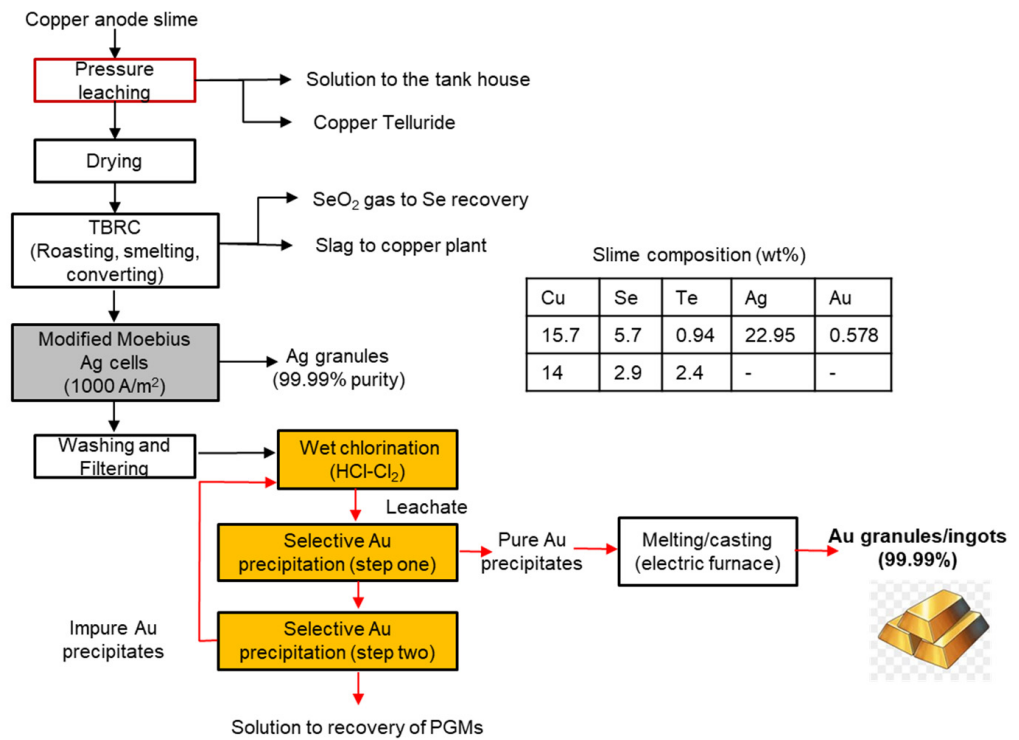 Copper anode slime
Pressure
leaching
Solution to the tank house
Copper Telluride
Drying
TBRC
(Roasting, smelting,
converting)
SeO₂ gas to Se recovery
Slag to copper plant
Slime composition (wt%)
Cu Se Te Ag Au
15.7 5.7 0.94 22.95 0.578
14 2.9 2.4 - -
Modified Moebius
Ag cells
(1000 A/m²)
Ag granules
(99.99% purity)
Washing and
Filtering
Wet chlorination
(HCl-Cl₂)
Leachate
Selective Au
precipitation (step one)
Pure Au
precipitates
Melting/casting
(electric furnace)
Au granules/ingots
(99.99%)
Impure Au
precipitates
Selective Au
precipitation (step two)
Solution to recovery of PGMs